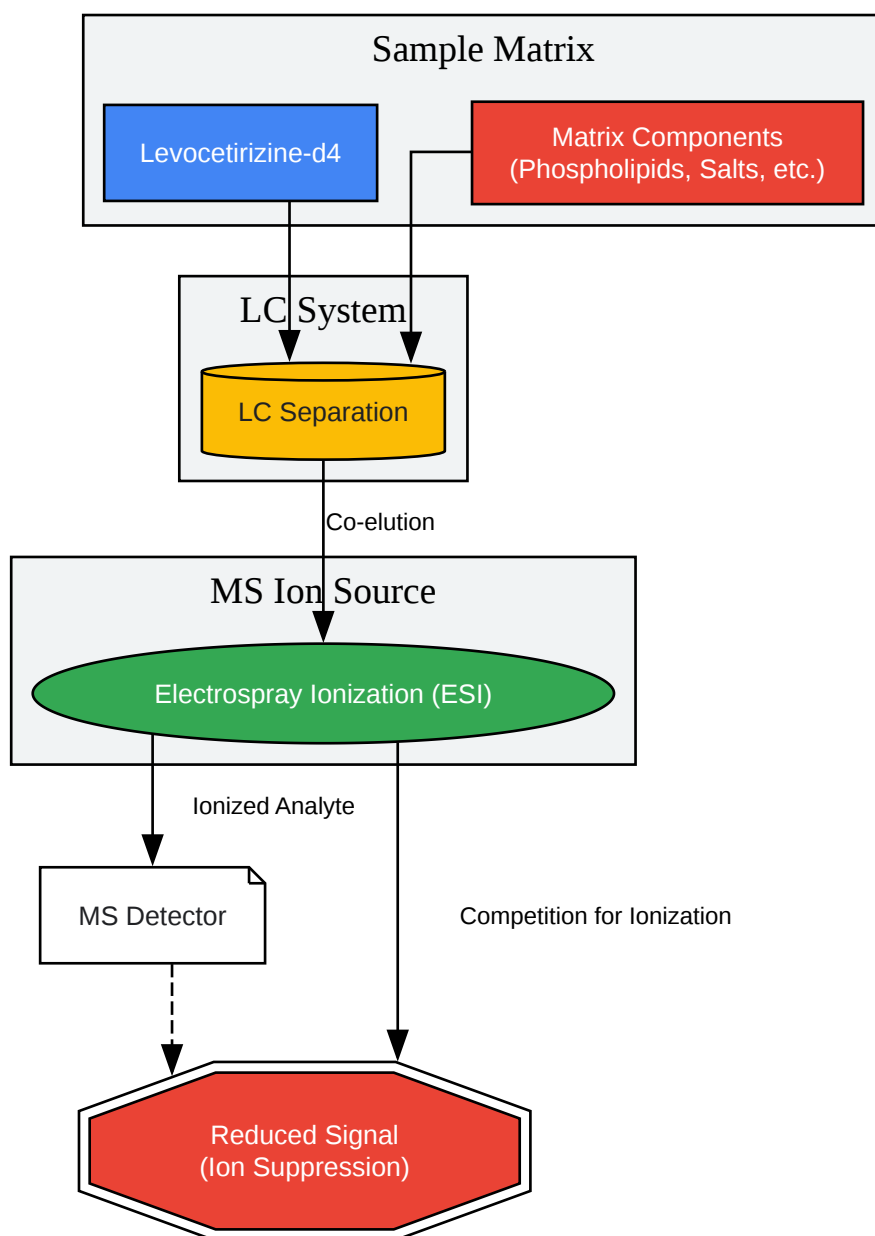 Sample Matrix
Levocetirizine-d4
Matrix Components
(Phospholipids, Salts, etc.)
LC System
LC Separation
Co-elution
MS Ion Source
Electrospray Ionization (ESI)
Ionized Analyte
MS Detector
Competition for Ionization
Reduced Signal
(Ion Suppression)